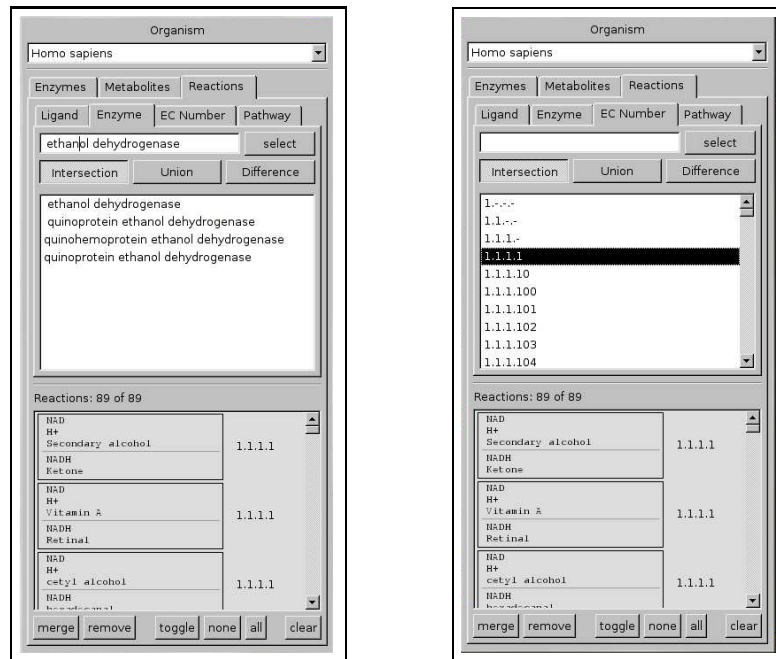 Organism
Homo sapiens
Enzymes Metabolites Reactions
Ligand Enzyme EC Number Pathway
ethanol dehydrogenase select
Intersection Union Difference
ethanol dehydrogenase
quinoprotein ethanol dehydrogenase
quinohemoprotein ethanol dehydrogenase
quinoprotein ethanol dehydrogenase
Reactions: 89 of 89
NAD
H+
Secondary alcohol
NADH
Ketone
1.1.1.1
NAD
H+
Vitamin A
NADH
Retinal
1.1.1.1
NAD
H+
cetyl alcohol
NADH
1.1.1.1
merge remove toggle none all clear
Organism
Homo sapiens
Enzymes Metabolites Reactions
Ligand Enzyme EC Number Pathway
select
Intersection Union Difference
1.-.-.-
1.1.-.-
1.1.1.-
1.1.1.1
1.1.1.10
1.1.1.100
1.1.1.101
1.1.1.102
1.1.1.103
1.1.1.104
Reactions: 89 of 89
NAD
H+
Secondary alcohol
NADH
Ketone
1.1.1.1
NAD
H+
Vitamin A
NADH
Retinal
1.1.1.1
NAD
H+
cetyl alcohol
NADH
1.1.1.1
merge remove toggle none all clear